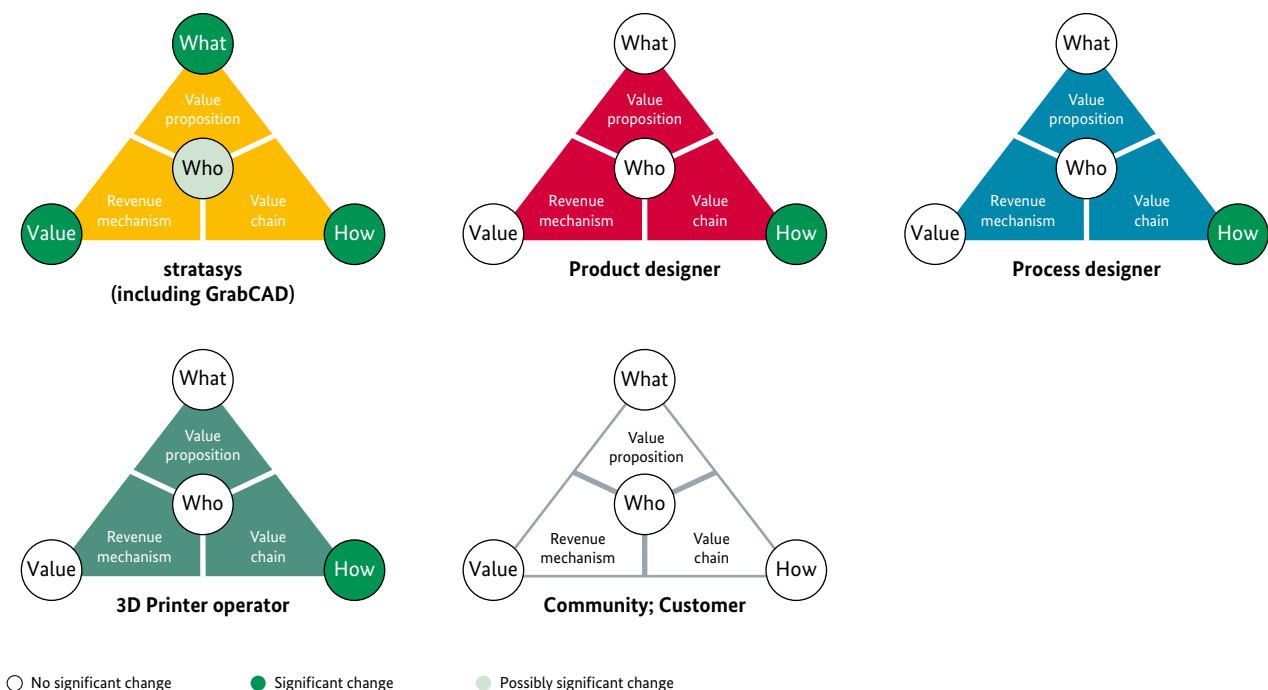 What
Value
proposition
Who
Revenue
mechanism
Value
chain
Value
How
stratasys
(including GrabCAD)
What
Value
proposition
Who
Revenue
mechanism
Value
chain
Value
How
Product designer
What
Value
proposition
Who
Revenue
mechanism
Value
chain
Value
How
Process designer
What
Value
proposition
Who
Revenue
mechanism
Value
chain
Value
How
3D Printer operator
What
Value
proposition
Who
Revenue
mechanism
Value
chain
Value
How
Community; Customer
No significant change
Significant change
Possibly significant change